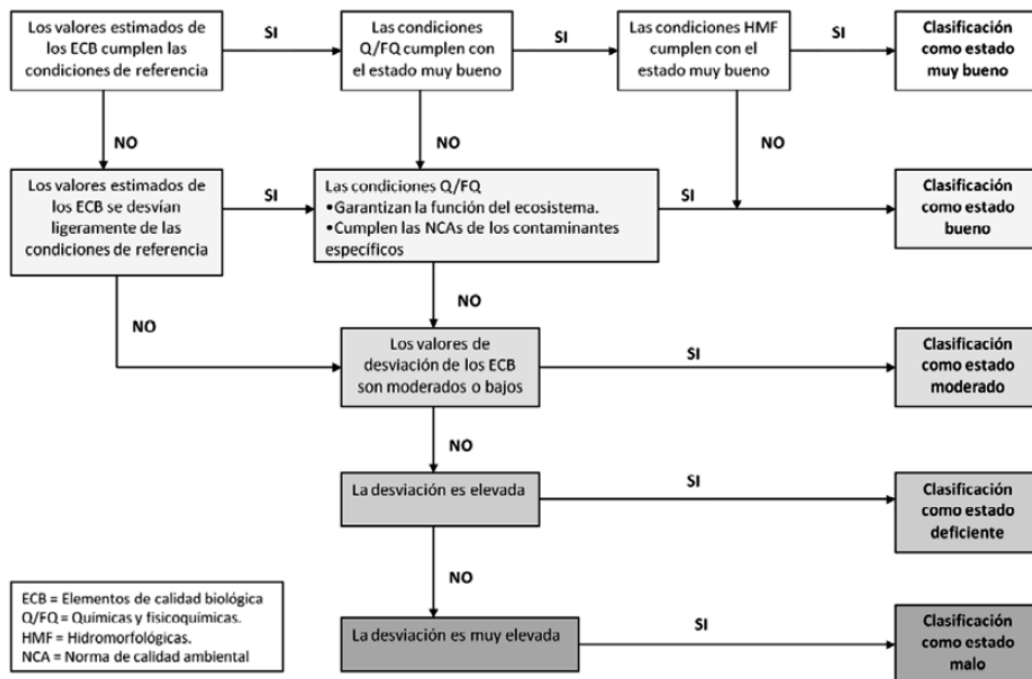 Los valores estimados de
los ECB cumplen las
condiciones de referencia
SI
Las condiciones
Q/FQ cumplen con
el estado muy bueno
SI
Las condiciones HMF
cumplen con el
estado muy bueno
SI
Clasificación
como estado
muy bueno
NO
NO
NO
Los valores estimados de
los ECB se desvían
ligeramente de las
condiciones de referencia
SI
Las condiciones Q/FQ
•Garantizan la función del ecosistema.
•Cumplen las NCAs de los contaminantes
específicos
SI
Clasificación
como estado
bueno
NO
NO
Los valores de
desviación de los ECB
son moderados o bajos
SI
Clasificación
como estado
moderado
NO
La desviación es elevada
SI
Clasificación
como estado
deficiente
NO
La desviación es muy elevada
SI
Clasificación
como estado
malo
ECB = Elementos de calidad biológica
Q/FQ = Químicas y fisicoquímicas.
HMF = Hidromorfológicas.
NCA = Norma de calidad ambiental